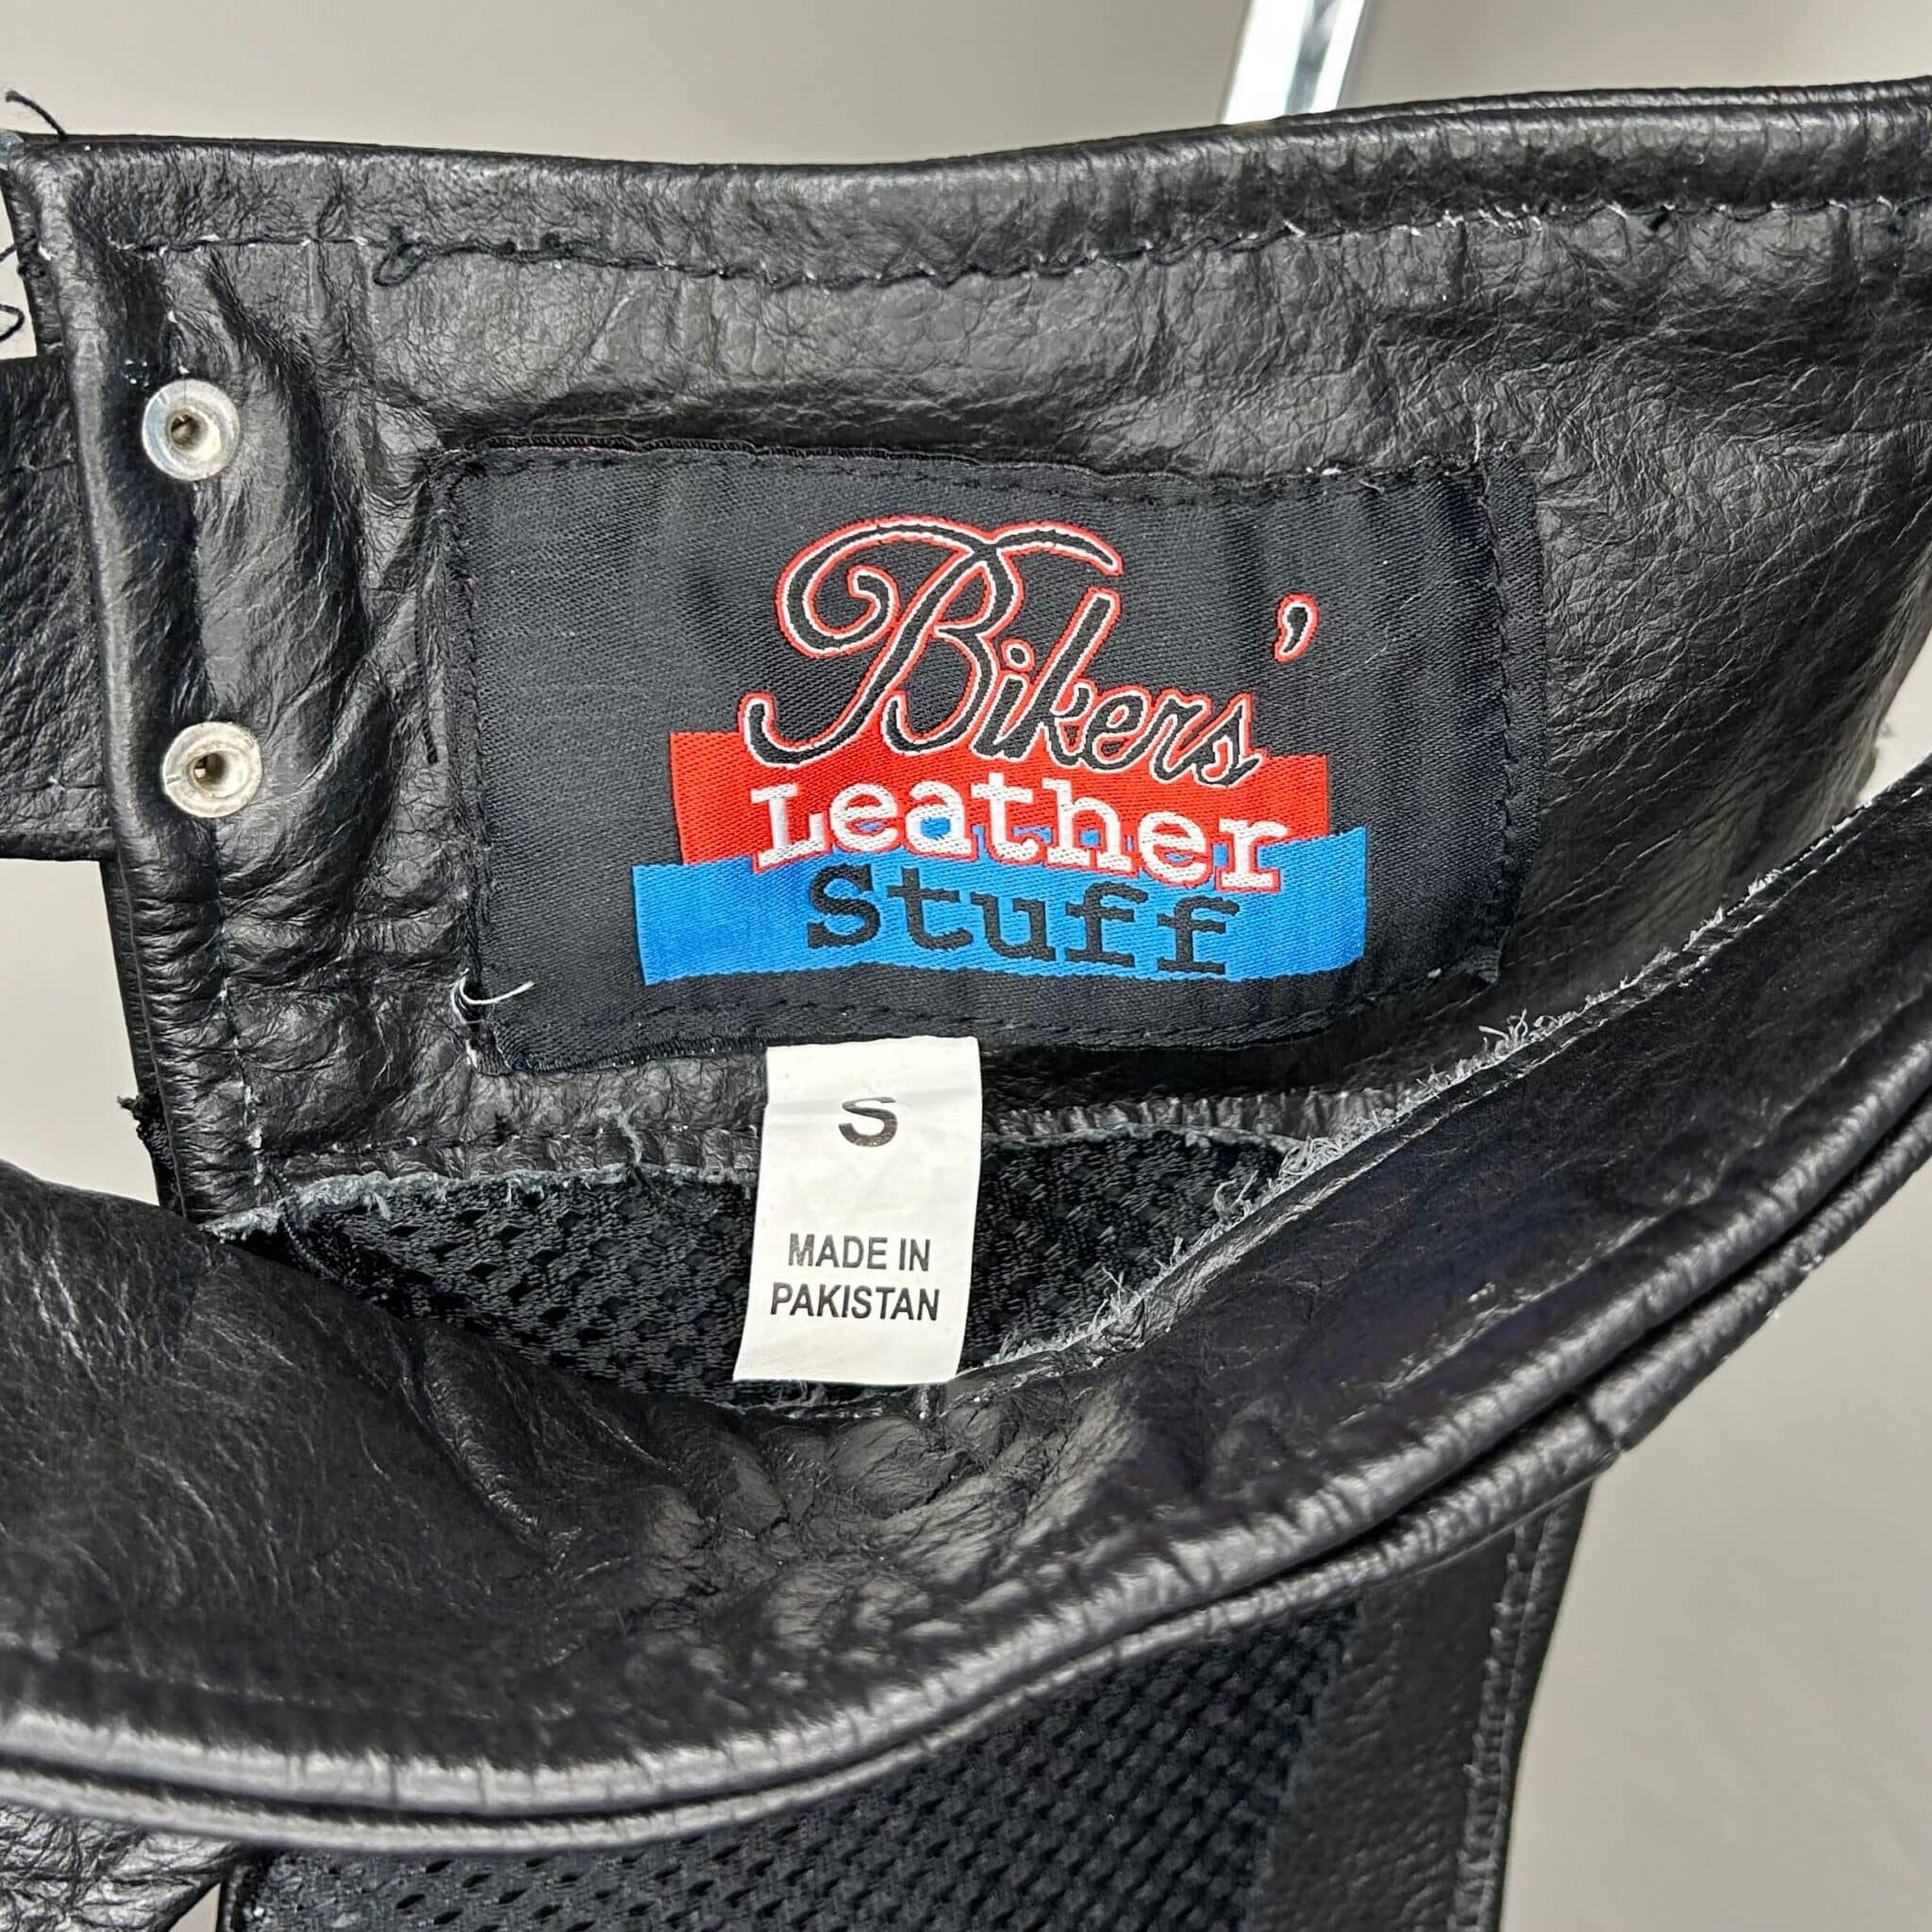 Bikers'
Leather
Stuff
S
MADE IN
PAKISTAN